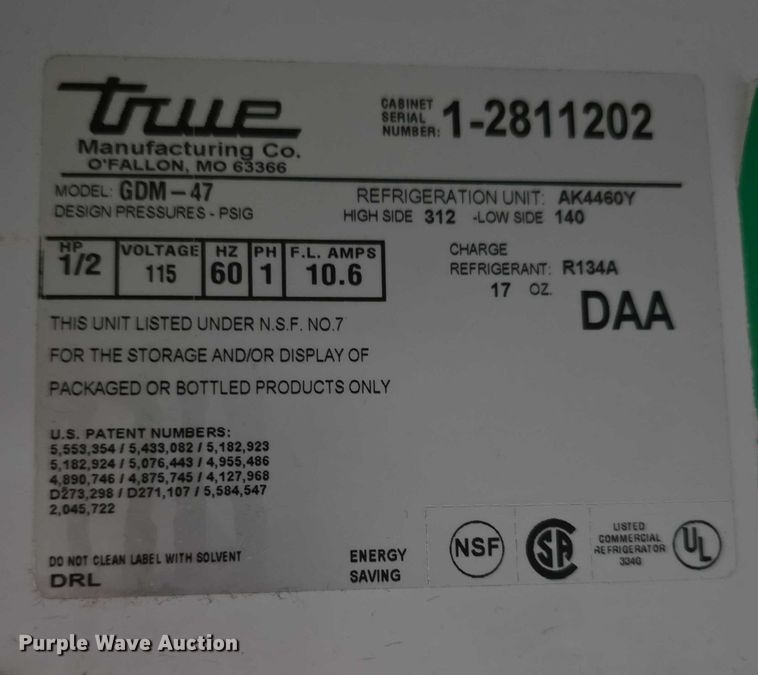 true
Manufacturing Co.
O'FALLON, MO 63366
CABINET
SERIAL
NUMBER: 1-2811202
MODEL: GDM-47
REFRIGERATION UNIT: AK4460Y
DESIGN PRESSURES - PSIG
HIGH SIDE 312 -LOW SIDE 140
HP VOLTAGE HZ PH F.L. AMPS
1/2 115 60 1 10.6
CHARGE
REFRIGERANT: R134A
17 OZ.
DAA
THIS UNIT LISTED UNDER N.S.F. NO.7
FOR THE STORAGE AND/OR DISPLAY OF
PACKAGED OR BOTTLED PRODUCTS ONLY
U.S. PATENT NUMBERS:
5,553,354 / 5,433,082 / 5,182,923
5,182,924 / 5,076,443 / 4,955,486
4,890,746 / 4,875,745 / 4,127,968
D273,298 / D271,107 / 5,584,547
2,045,722
DO NOT CLEAN LABEL WITH SOLVENT
DRL
ENERGY
SAVING
NSF
SA
LISTED
COMMERCIAL
REFRIGERATOR
334G
UL
Purple Wave Auction